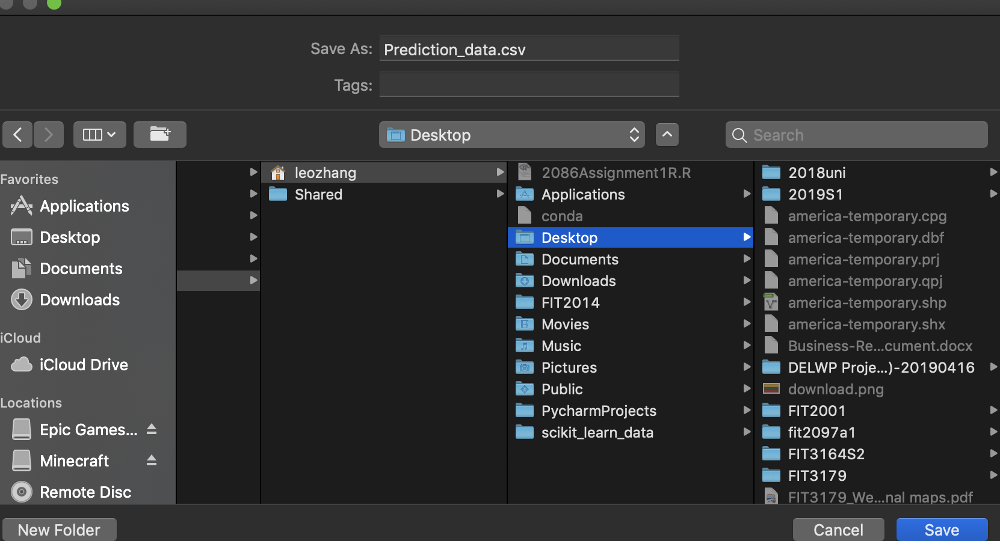 Save As: Prediction_data.csv
Tags:
Desktop
Search
Favorites
Applications
Desktop
Documents
Downloads
iCloud
iCloud Drive
Locations
Epic Games...
Minecraft
Remote Disc
leozhang
Shared
2086Assignment1R.R
Applications
conda
Desktop
Documents
Downloads
FIT2014
Movies
Music
Pictures
Public
PycharmProjects
scikit_learn_data
2018uni
2019S1
america-temporary.cpg
america-temporary.dbf
america-temporary.prj
america-temporary.qpj
america-temporary.shp
america-temporary.shx
Business-Re...cument.docx
DELWP Proje...)-20190416
download.png
FIT2001
fit2097a1
FIT3164S2
FIT3179
FIT3179_We...nal maps.pdf
New Folder
Cancel
Save